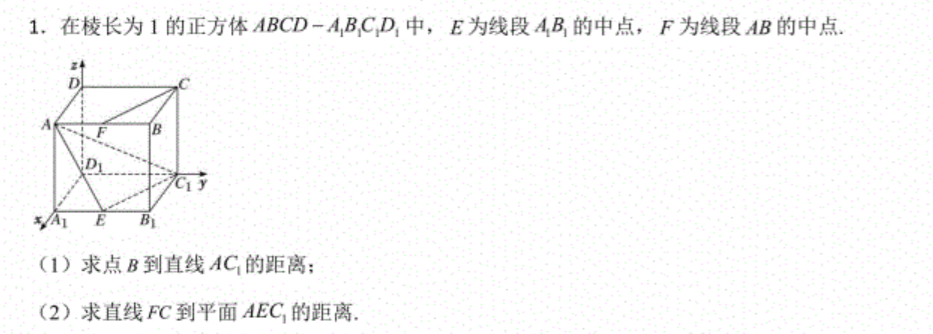 1. 在棱长为 1 的正方体 ABCD-A₁B₁C₁D₁ 中， E 为线段 A₁B₁ 的中点， F 为线段 AB 的中点.
z
D
C
A
F
B
D₁
C₁ y
x A₁ E B₁
（1）求点 B 到直线 AC₁ 的距离；
（2）求直线 FC 到平面 AEC₁ 的距离.